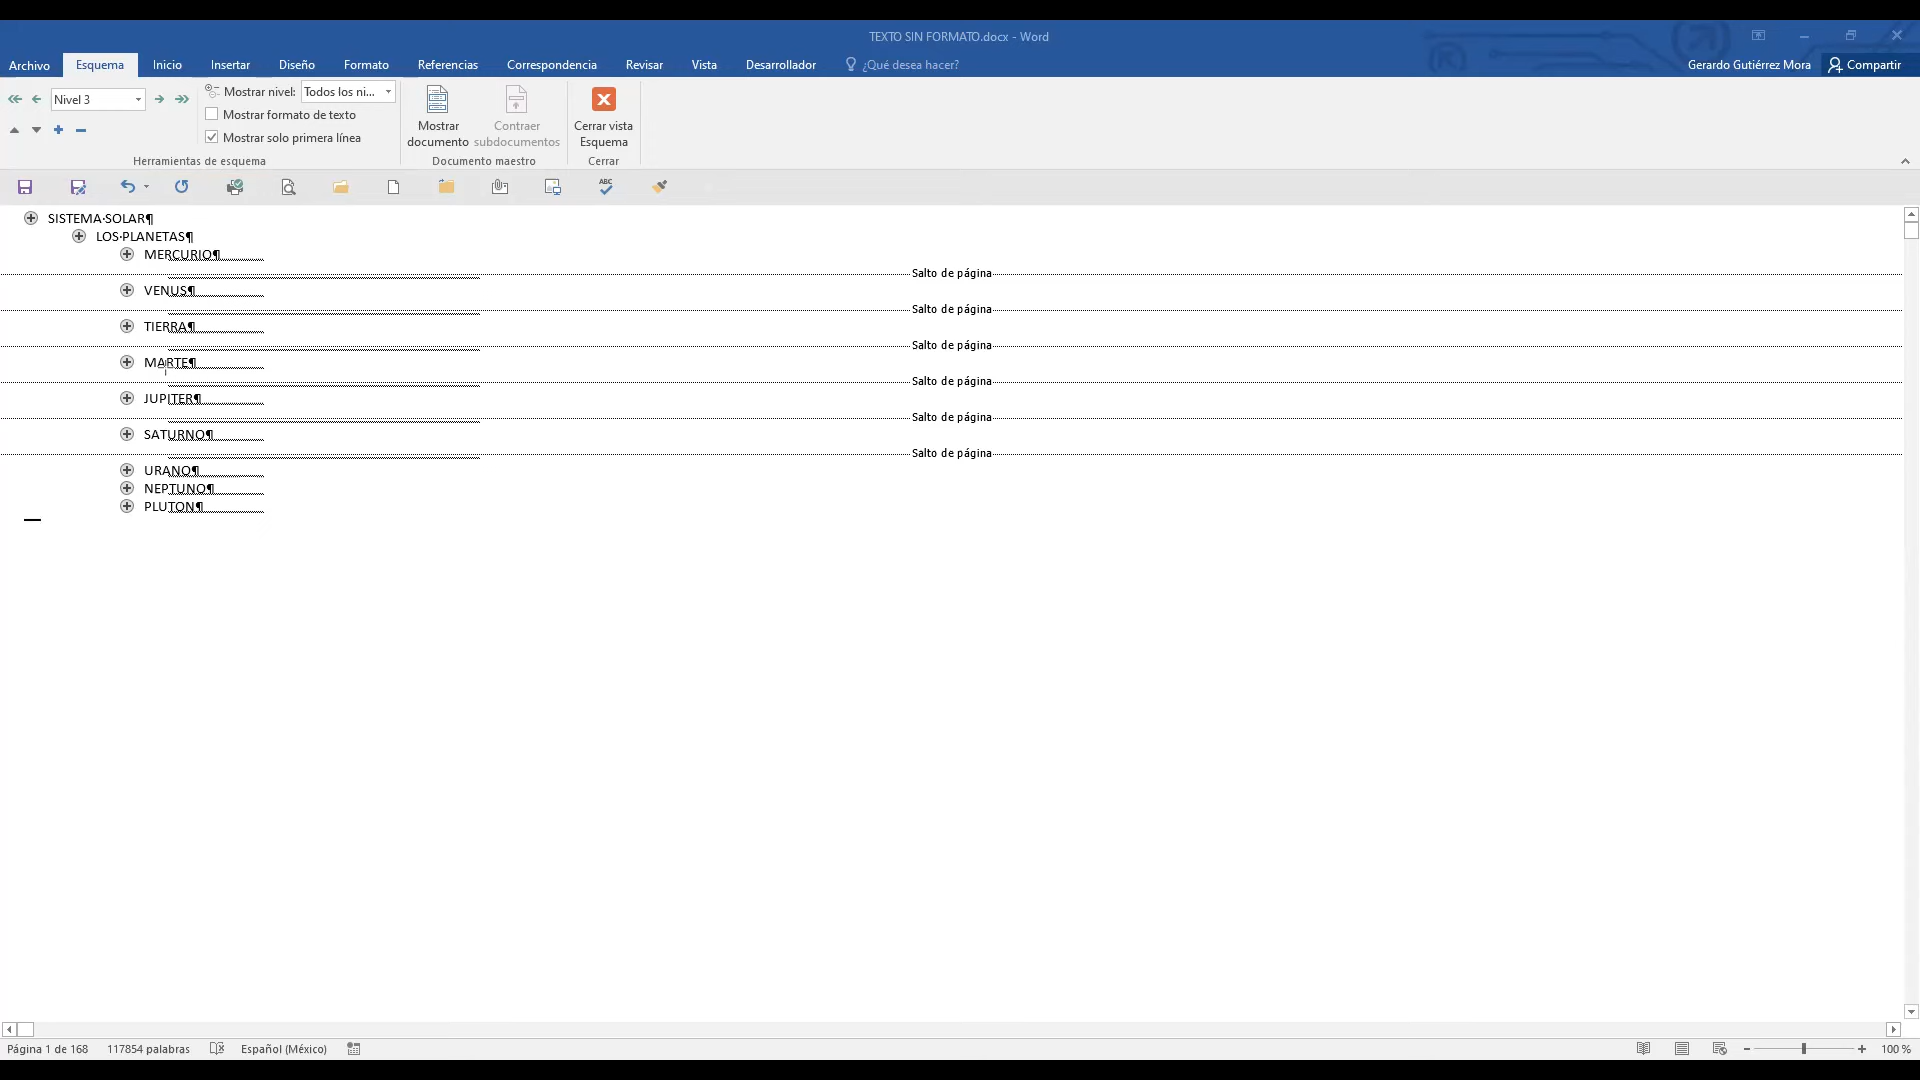 TEXTO SIN FORMATO.docx - Word
Archivo Esquema Inicio Insertar Diseño Formato Referencias Correspondencia Revisar Vista Desarrollador ¿Qué desea hacer? Gerardo Gutiérrez Mora Compartir
Nivel 3
Mostrar nivel: Todos los ni...
Mostrar formato de texto
Mostrar solo primera línea
Herramientas de esquema
Mostrar documento
Contraer subdocumentos
Documento maestro
Cerrar vista Esquema
Cerrar
ABC
SISTEMA·SOLAR¶
LOS·PLANETAS¶
MERCURIO¶
Salto de página
VENUS¶
Salto de página
TIERRA¶
Salto de página
MARTE¶
Salto de página
JUPITER¶
Salto de página
SATURNO¶
Salto de página
URANO¶
NEPTUNO¶
PLUTON¶
Página 1 de 168 117854 palabras Español (México) 100 %